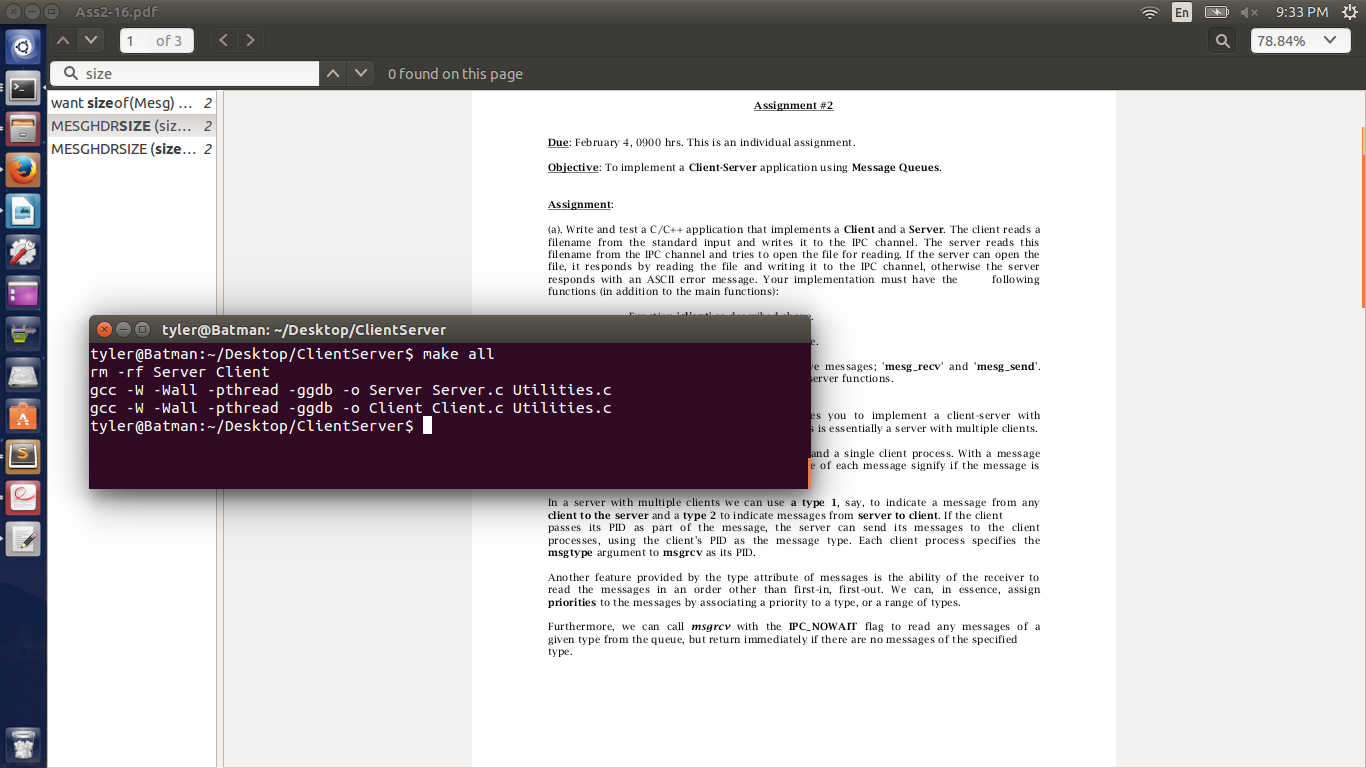 Ass2-16.pdf
En
9:33 PM
1 of 3
78.84%
size
0 found on this page
want sizeof(Mesg) ... 2
MESGHDRSIZE (siz... 2
MESGHDRSIZE (size... 2
Assignment #2
Due: February 4, 0900 hrs. This is an individual assignment.
Objective: To implement a Client-Server application using Message Queues.
Assignment:
(a). Write and test a C/C++ application that implements a Client and a Server. The client reads a
filename from the standard input and writes it to the IPC channel. The server reads this
filename from the IPC channel and tries to open the file for reading. If the server can open the
file, it responds by reading the file and writing it to the IPC channel, otherwise the server
responds with an ASCII error message. Your implementation must have the following
functions (in addition to the main functions):
tyler@Batman: ~/Desktop/ClientServer
tyler@Batman:~/Desktop/ClientServer$ make all
rm -rf Server Client
gcc -W -Wall -pthread -ggdb -o Server Server.c Utilities.c
gcc -W -Wall -pthread -ggdb -o Client Client.c Utilities.c
tyler@Batman:~/Desktop/ClientServer$
messages; 'mesg_recv' and 'mesg_send'.
server functions.
you to implement a client-server with
is essentially a server with multiple clients.
and a single client process. With a message
of each message signify if the message is
In a server with multiple clients we can use a type 1, say, to indicate a message from any
client to the server and a type 2 to indicate messages from server to client. If the client
passes its PID as part of the message, the server can send its messages to the client
processes, using the client's PID as the message type. Each client process specifies the
msgtype argument to msgrcv as its PID.
Another feature provided by the type attribute of messages is the ability of the receiver to
read the messages in an order other than first-in, first-out. We can, in essence, assign
priorities to the messages by associating a priority to a type, or a range of types.
Furthermore, we can call msgrcv with the IPC_NOWAIT flag to read any messages of a
given type from the queue, but return immediately if there are no messages of the specified
type.